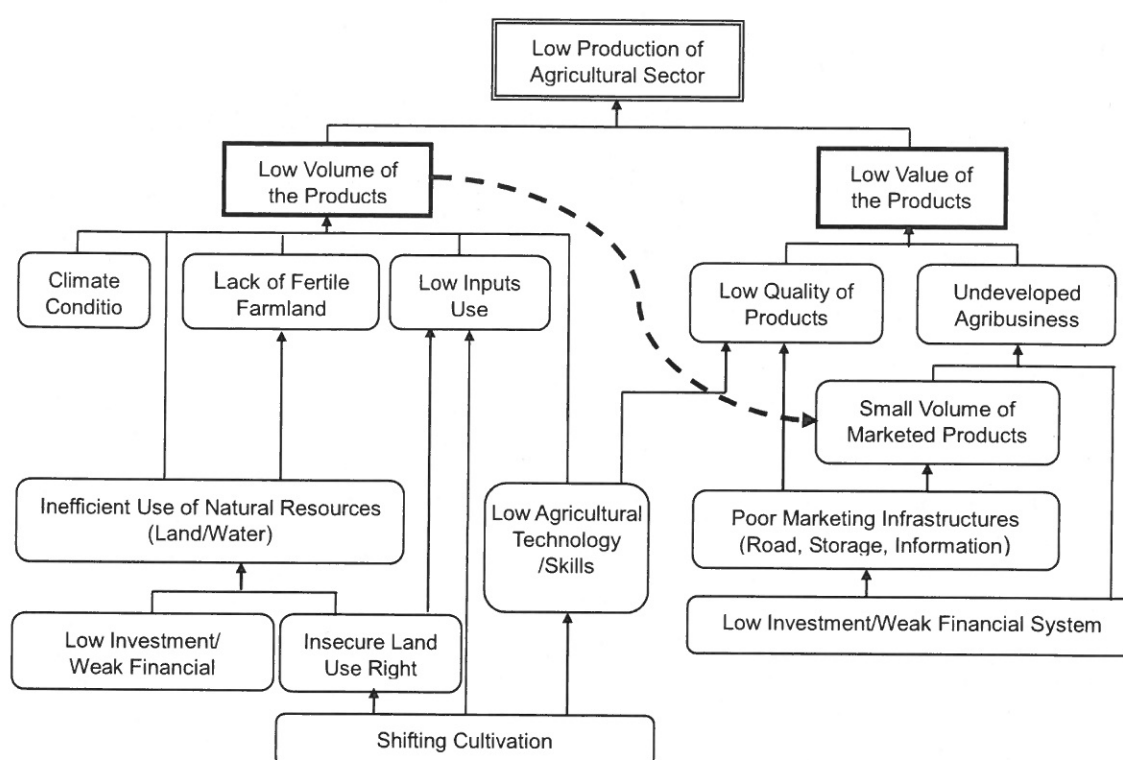 Low Production of
Agricultural Sector
Low Volume of
the Products
Low Value of
the Products
Climate
Conditio
Lack of Fertile
Farmland
Low Inputs
Use
Low Quality of
Products
Undeveloped
Agribusiness
Small Volume of
Marketed Products
Inefficient Use of Natural Resources
(Land/Water)
Low Agricultural
Technology
/Skills
Poor Marketing Infrastructures
(Road, Storage, Information)
Low Investment/
Weak Financial
Insecure Land
Use Right
Low Investment/Weak Financial System
Shifting Cultivation